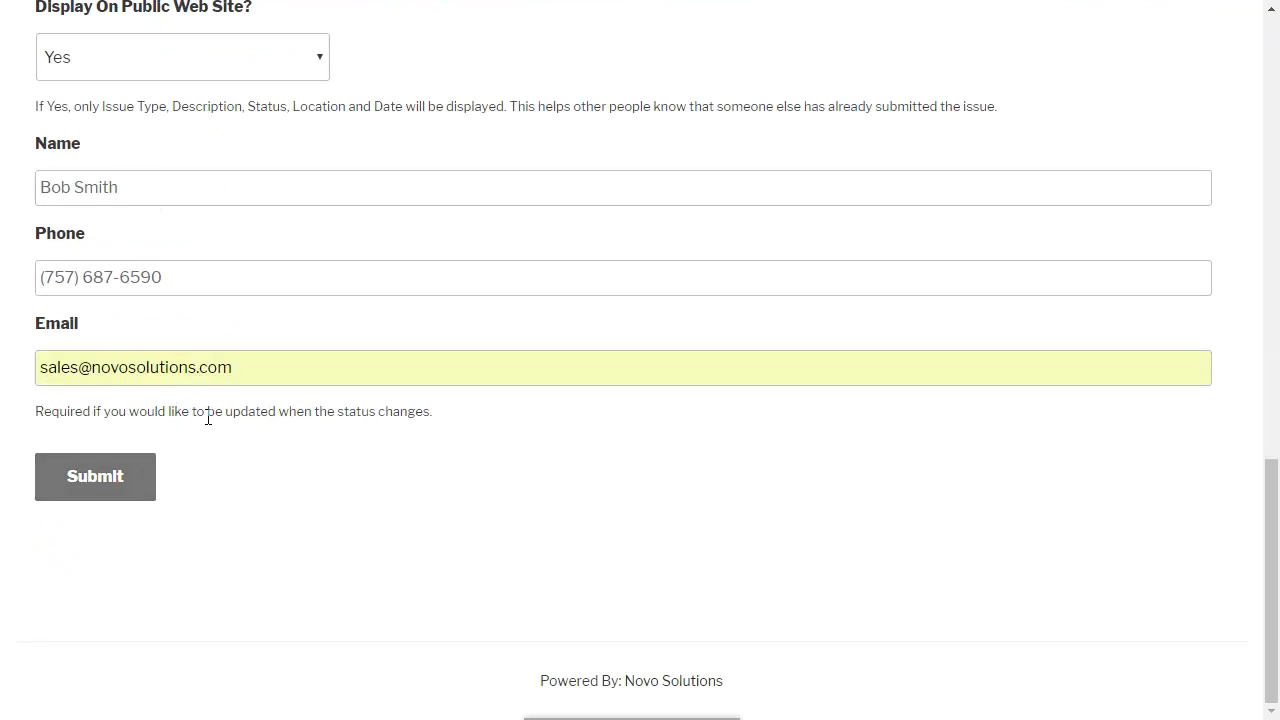 Display On Public Web Site?
Yes
If Yes, only Issue Type, Description, Status, Location and Date will be displayed. This helps other people know that someone else has already submitted the issue.
Name
Bob Smith
Phone
(757) 687-6590
Email
sales@novosolutions.com
Required if you would like to be updated when the status changes.
Submit
Powered By: Novo Solutions